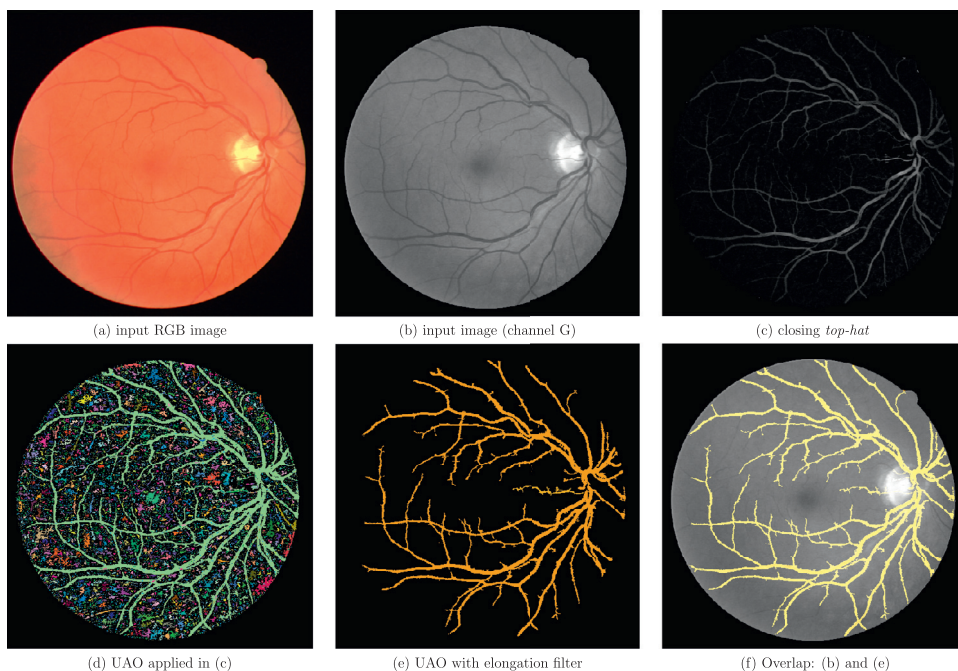 (a) input RGB image
(b) input image (channel G)
(c) closing top-hat
(d) UAO applied in (c)
(e) UAO with elongation filter
(f) Overlap: (b) and (e)